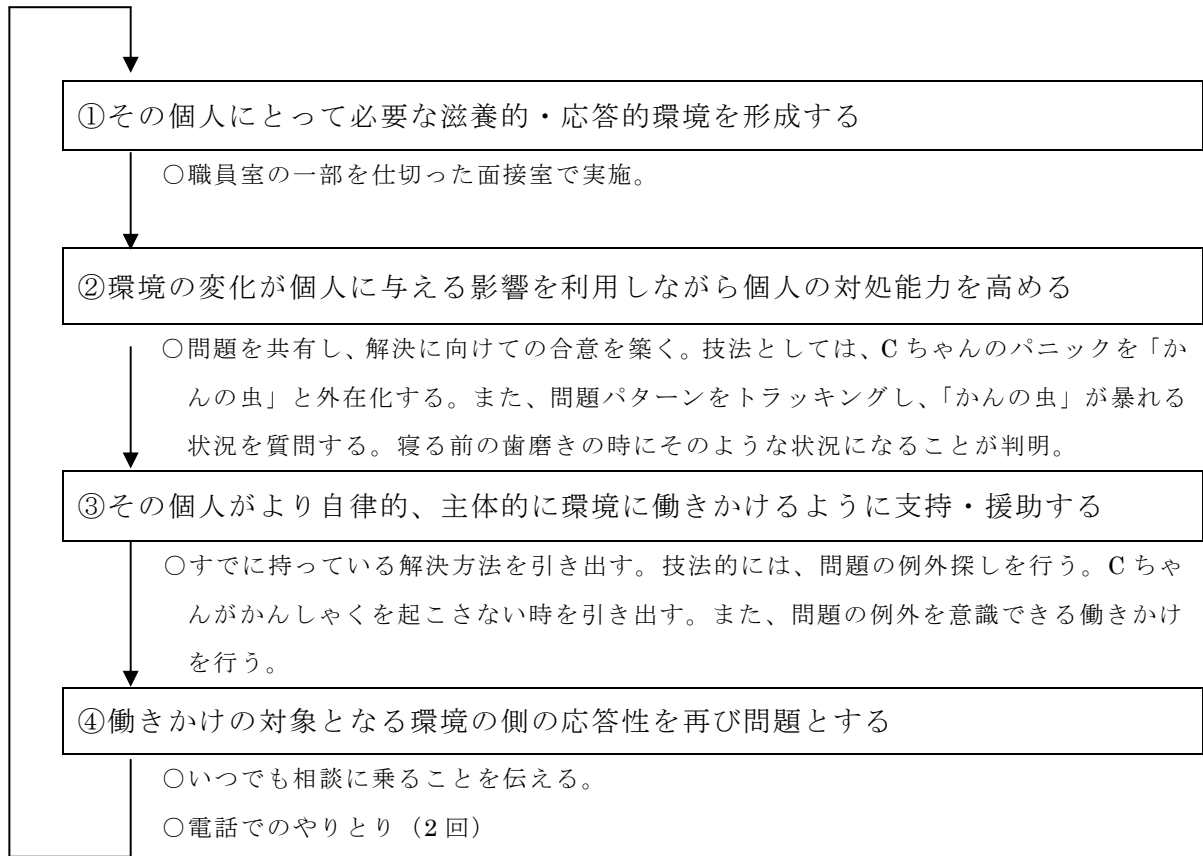 ①その個人にとって必要な滋養的・応答的環境を形成する
○職員室の一部を仕切った面接室で実施。
②環境の変化が個人に与える影響を利用しながら個人の対処能力を高める
○問題を共有し、解決に向けての合意を築く。技法としては、Cちゃんのパニックを「か
んの虫」と外在化する。また、問題パターンをトラッキングし、「かんの虫」が暴れる
状況を質問する。寝る前の歯磨きの時にそのような状況になることが判明。
③その個人がより自律的、主体的に環境に働きかけるように支持・援助する
○すでに持っている解決方法を引き出す。技法的には、問題の例外探しを行う。Cちゃ
んがかんしゃくを起こさない時を引き出す。また、問題の例外を意識できる働きかけ
を行う。
④働きかけの対象となる環境の側の応答性を再び問題とする
○いつでも相談に乗ることを伝える。
○電話でのやりとり（2回）